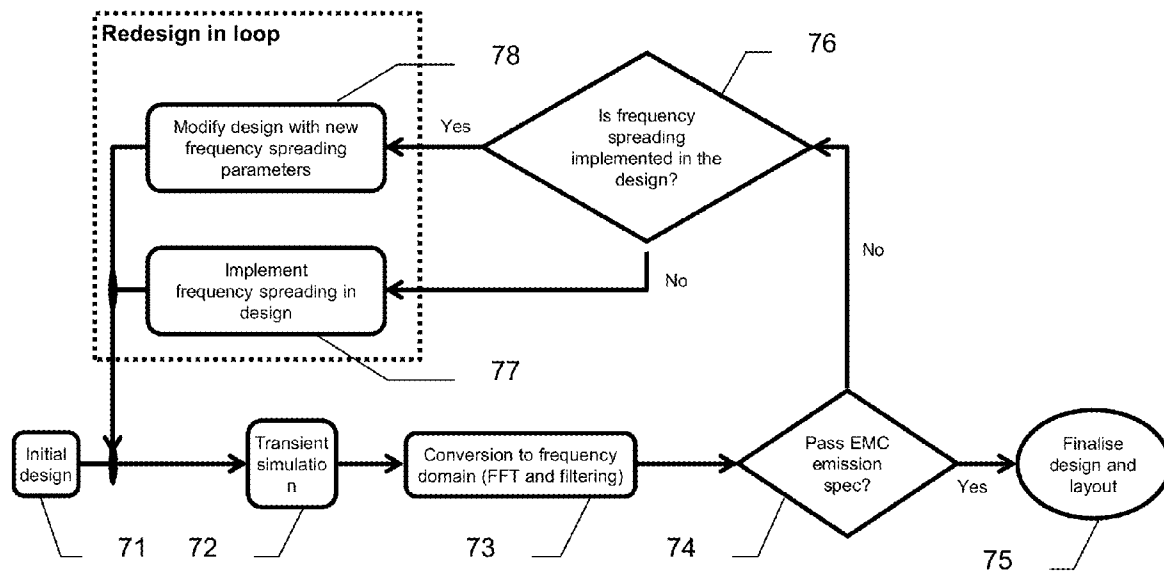 Redesign in loop
78
76
Modify design with new
frequency spreading
parameters
Yes
Is frequency
spreading
implemented in the
design?
No
Implement
frequency spreading in
design
No
77
Initial
design
Transient
simulatio
n
Conversion to frequency
domain (FFT and filtering)
Pass EMC
emission
spec?
Yes
Finalise
design and
layout
71
72
73
74
75